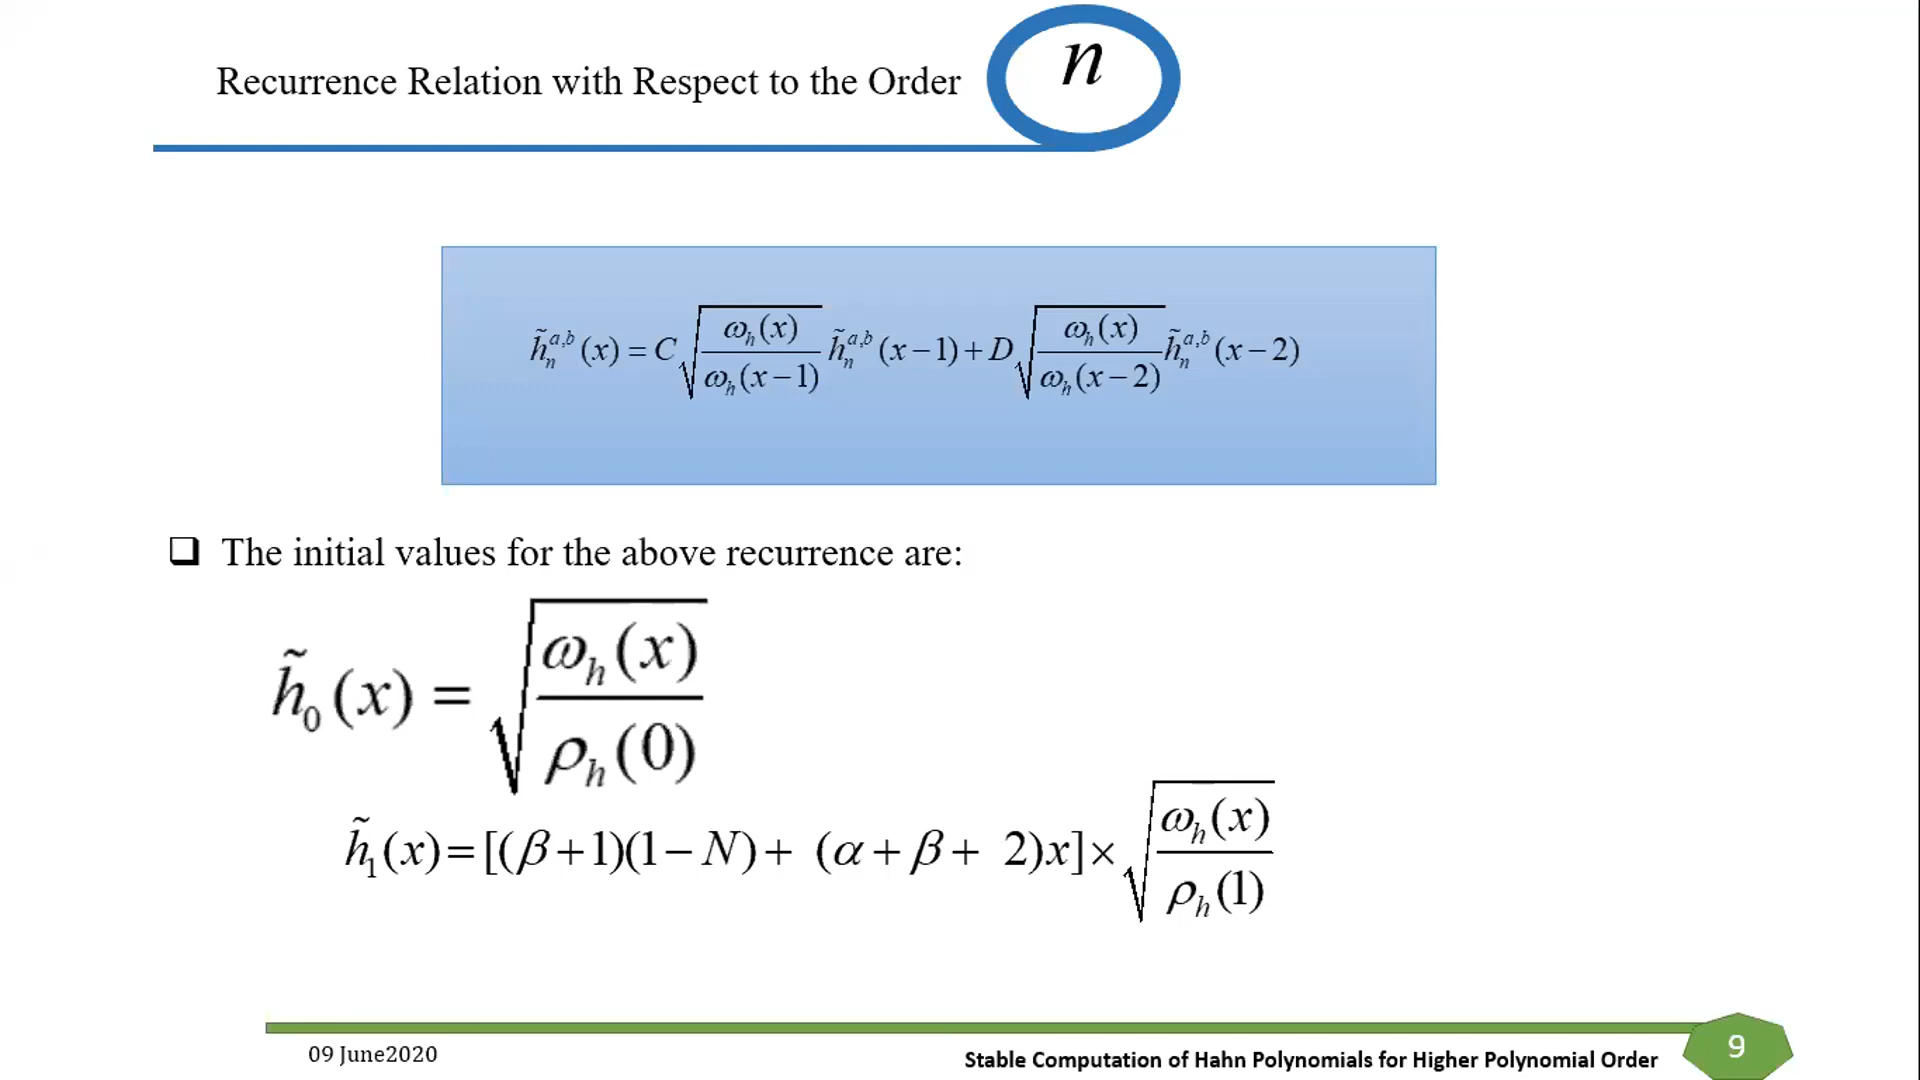 Recurrence Relation with Respect to the Order n
h̃ₙᵃ,ᵇ(x) = C √(ωₕ(x) / ωₕ(x−1)) h̃ₙᵃ,ᵇ(x−1) + D √(ωₕ(x) / ωₕ(x−2)) h̃ₙᵃ,ᵇ(x−2)
❑ The initial values for the above recurrence are:
h̃₀(x) = √(ωₕ(x) / ρₕ(0))
h̃₁(x) = [(β+1)(1−N)+ (α+β+ 2)x]× √(ωₕ(x) / ρₕ(1))
09 June2020
Stable Computation of Hahn Polynomials for Higher Polynomial Order
9